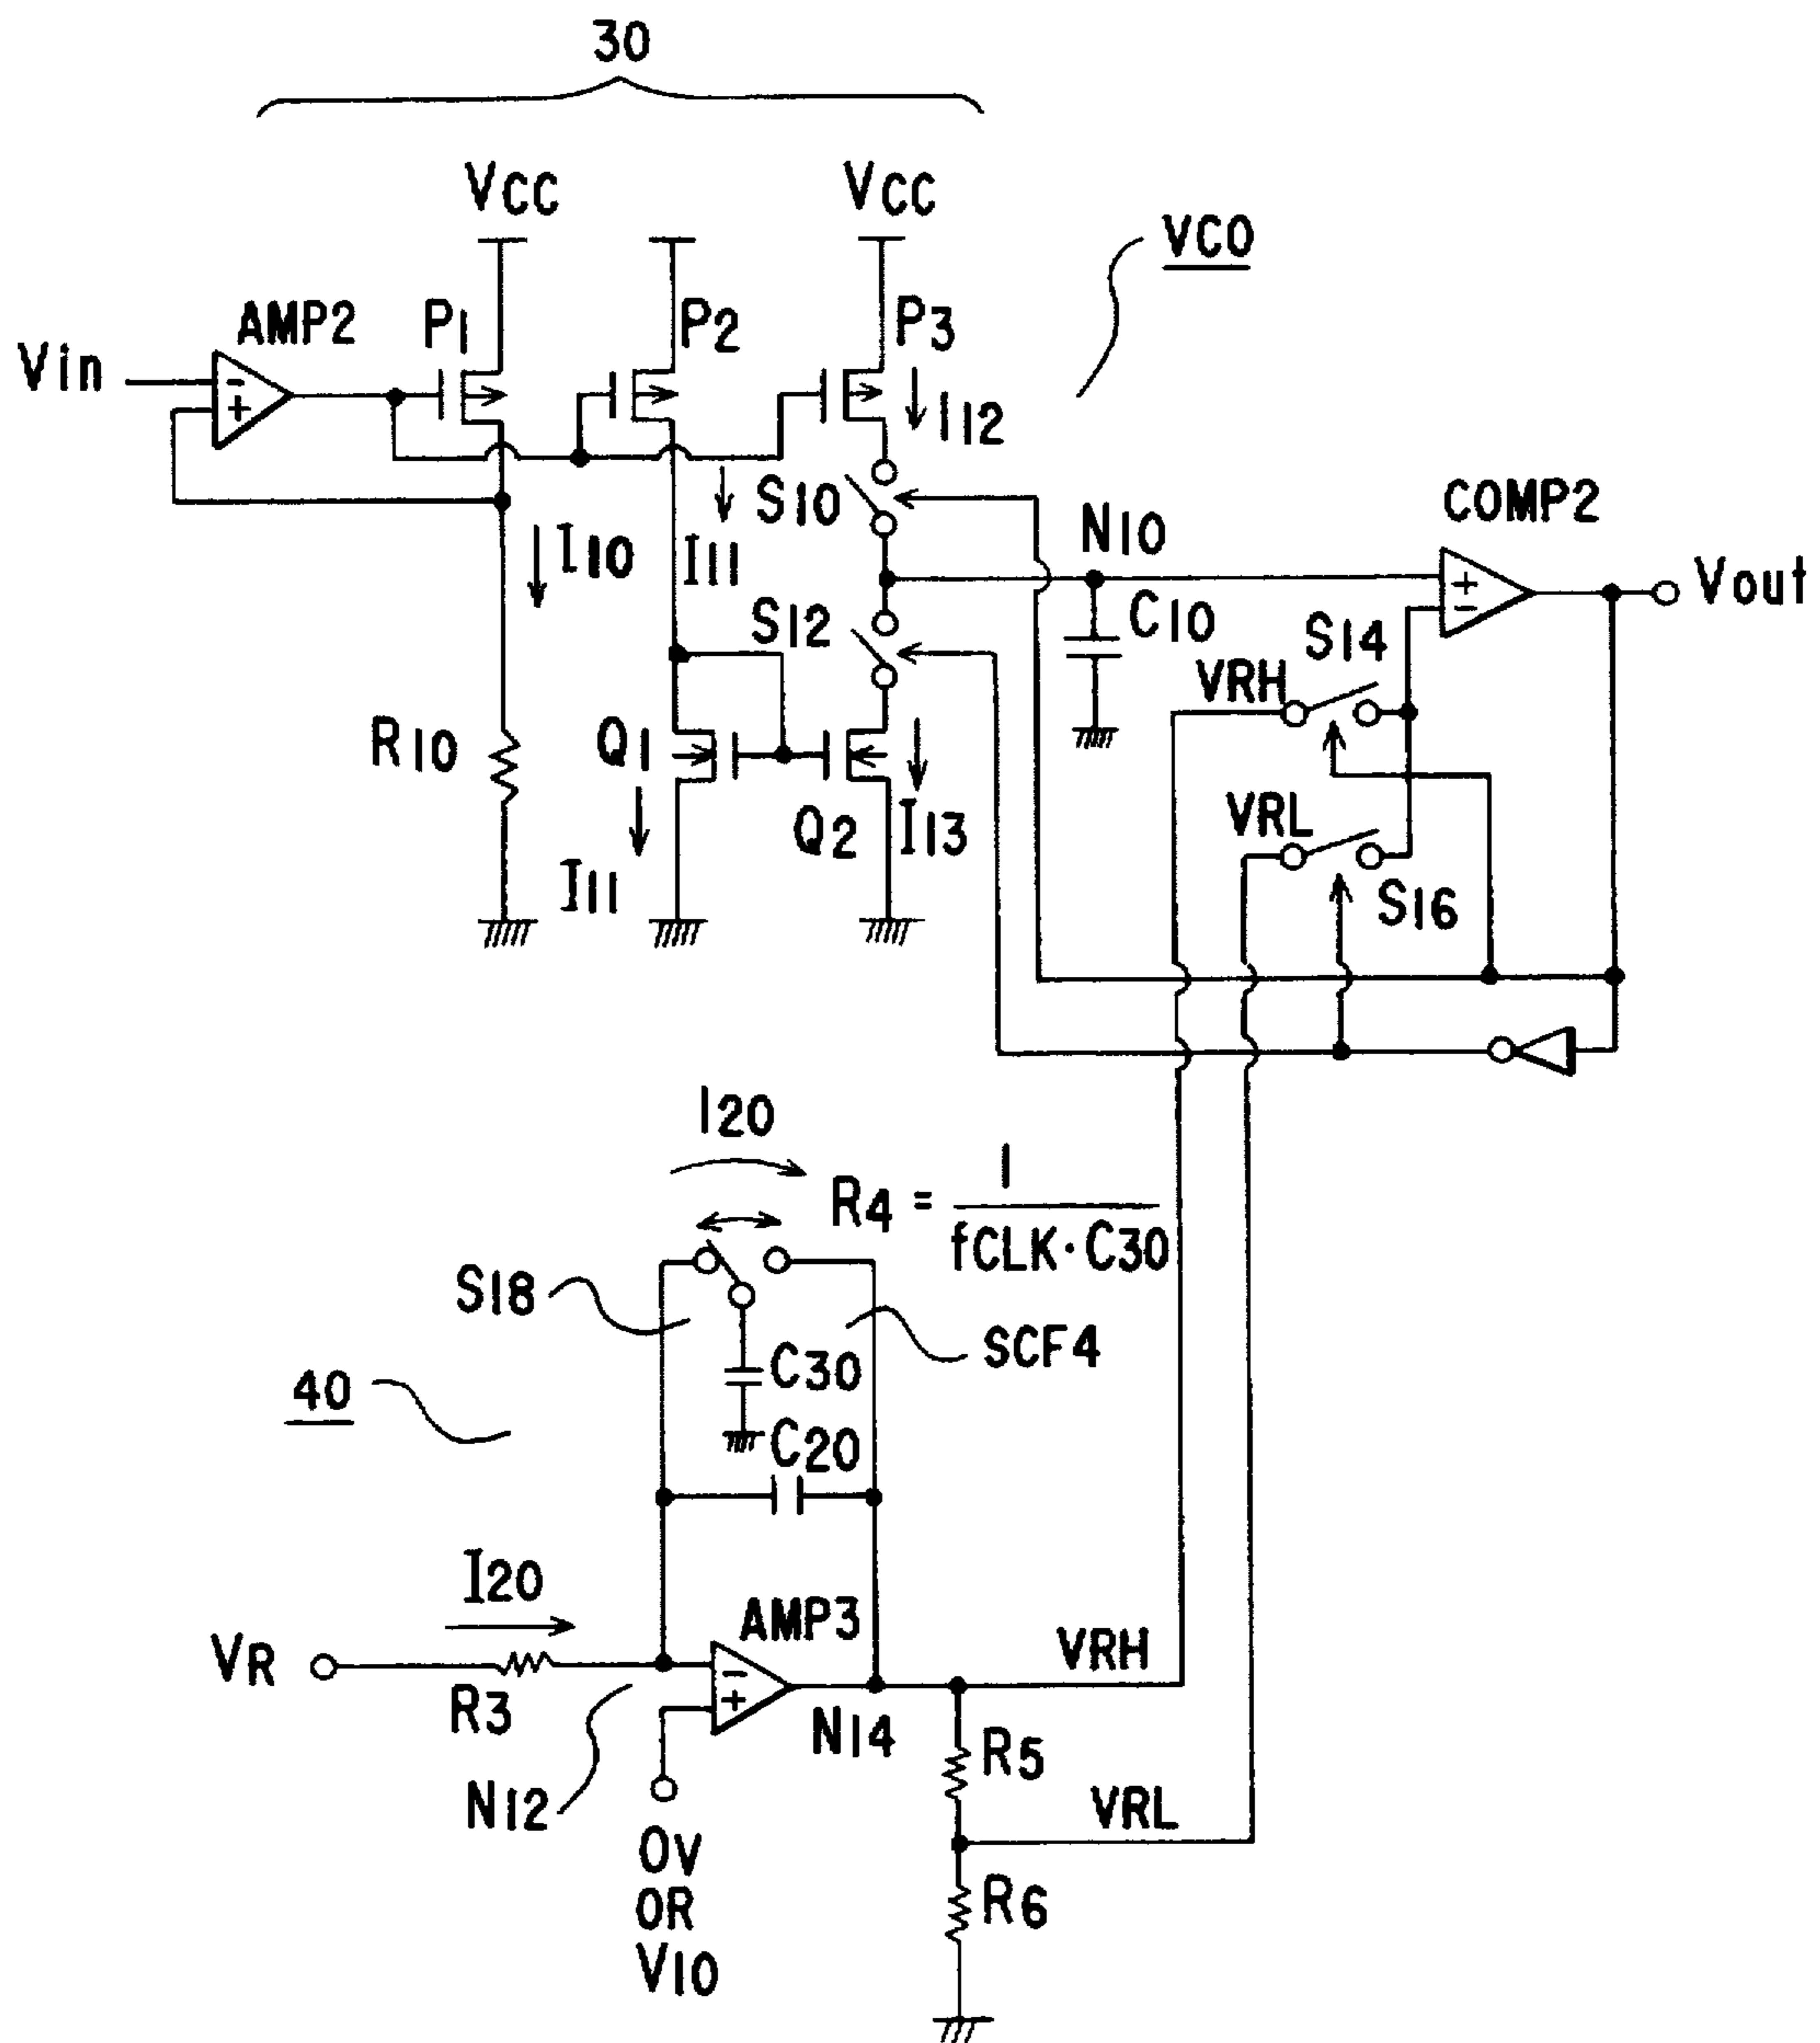 30
VCC
VCC
VCO
AMP2
P1
P2
P3
Vin
-
+
I12
S10
N10
COMP2
I10
I11
+
-
Vout
S12
C10
S14
VRH
R10
Q1
Q2
I13
VRL
I11
S16
I20
R4 = 1
fCLK·C30
S18
SCF4
C30
40
C20
I20
AMP3
VR
-
+
VRH
R3
N14
R5
N12
VRL
0V
OR
V10
R6